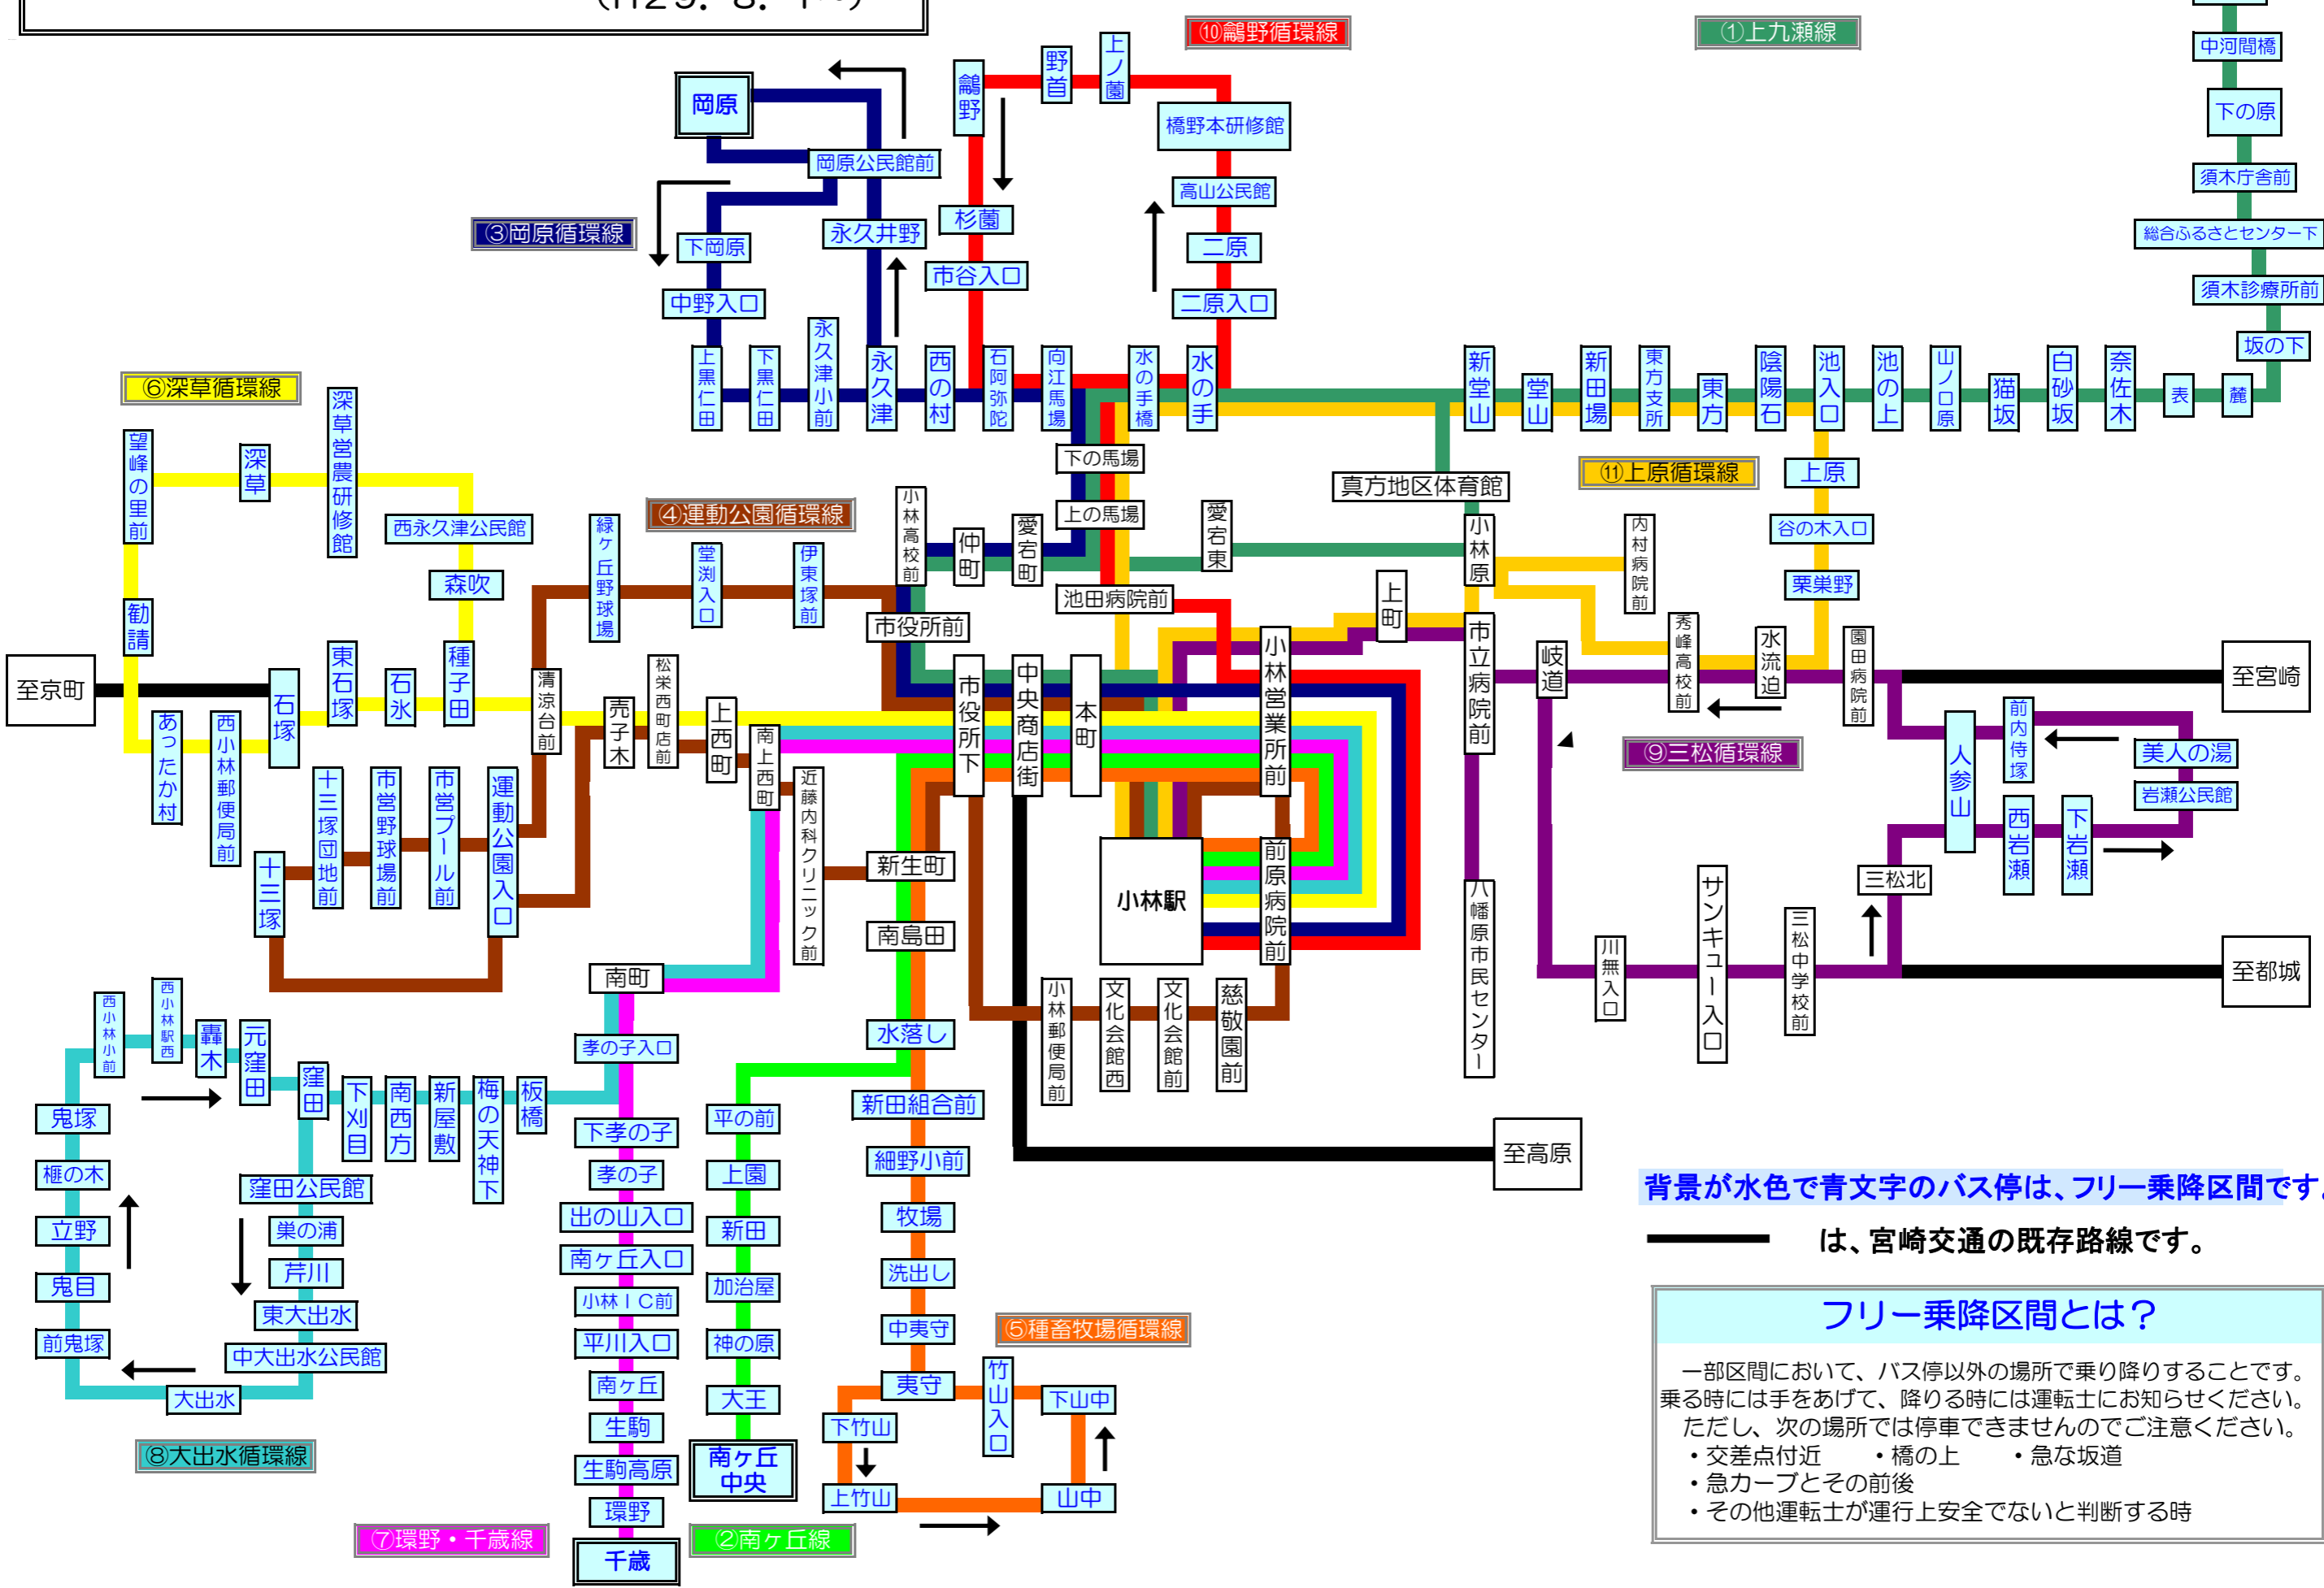 ⑩鸙野循環線
①上九瀬線
中河間橋
下の原
須木庁舎前
総合ふるさとセンター下
須木診療所前
坂の下
岡原
鸙野
野首
上ノ薗
橋野本研修館
岡原公民館前
高山公民館
③岡原循環線
下岡原
永久井野
杉薗
二原
中野入口
市谷入口
二原入口
上黒仁田
下黒仁田
永久津小前
永久津
西の村
石阿弥陀
向江馬場
水の手橋
水の手
新堂山
堂山
新田場
東方支所
東方
陰陽石
池入口
池の上
山ノ口原
猫坂
白砂坂
奈佐木
表
麓
⑥深草循環線
望峰の里前
深草
深草営農研修館
西永久津公民館
森吹
勧請
④運動公園循環線
緑ヶ丘野球場
堂渕入口
伊東塚前
小林高校前
仲町
愛宕町
下の馬場
上の馬場
愛宕東
真方地区体育館
小林原
⑪上原循環線
上原
谷の木入口
栗巣野
内村病院前
池田病院前
市役所前
上町
至京町
あったか村
西小林郵便局前
石塚
東石塚
石氷
種子田
清涼台前
売子木
松栄西町店前
上西町
南上西町
近藤内科クリニック前
市役所下
中央商店街
本町
小林営業所前
市立病院前
岐道
秀峰高校前
水流迫
園田病院前
至宮崎
⑨三松循環線
人参山
前内侍塚
美人の湯
岩瀬公民館
西岩瀬
下岩瀬
十三塚
十三塚団地前
市営野球場前
市営プール前
運動公園入口
新生町
小林駅
前原病院前
八幡原市民センター
サンキュー入口
三松北
南島田
南町
川無入口
三松中学校前
至都城
西小林小前
西小林駅西
轟木
元窪田
窪田
下刈目
南西方
新屋敷
梅の天神下
板橋
孝の子入口
水落し
小林郵便局前
文化会館西
文化会館前
慈敬園前
鬼塚
榧の木
立野
鬼目
前鬼塚
大出水
窪田公民館
巣の浦
芹川
東大出水
中大出水公民館
下孝の子
孝の子
出の山入口
南ヶ丘入口
小林IC前
平川入口
南ヶ丘
生駒
生駒高原
環野
千歳
平の前
上園
新田
加治屋
神の原
大王
南ヶ丘
中央
新田組合前
細野小前
牧場
洗出し
中夷守
夷守
⑤種畜牧場循環線
竹山入口
下山中
下竹山
上竹山
山中
至高原
⑧大出水循環線
⑦環野・千歳線
②南ヶ丘線
背景が水色で青文字のバス停は、フリー乗降区間です。
は、宮崎交通の既存路線です。
フリー乗降区間とは？
一部区間において、バス停以外の場所で乗り降りすることです。
乗る時には手をあげて、降りる時には運転士にお知らせください。
ただし、次の場所では停車できませんのでご注意ください。
・交差点付近　・橋の上　・急な坂道
・急カーブとその前後
・その他運転士が運行上安全でないと判断する時